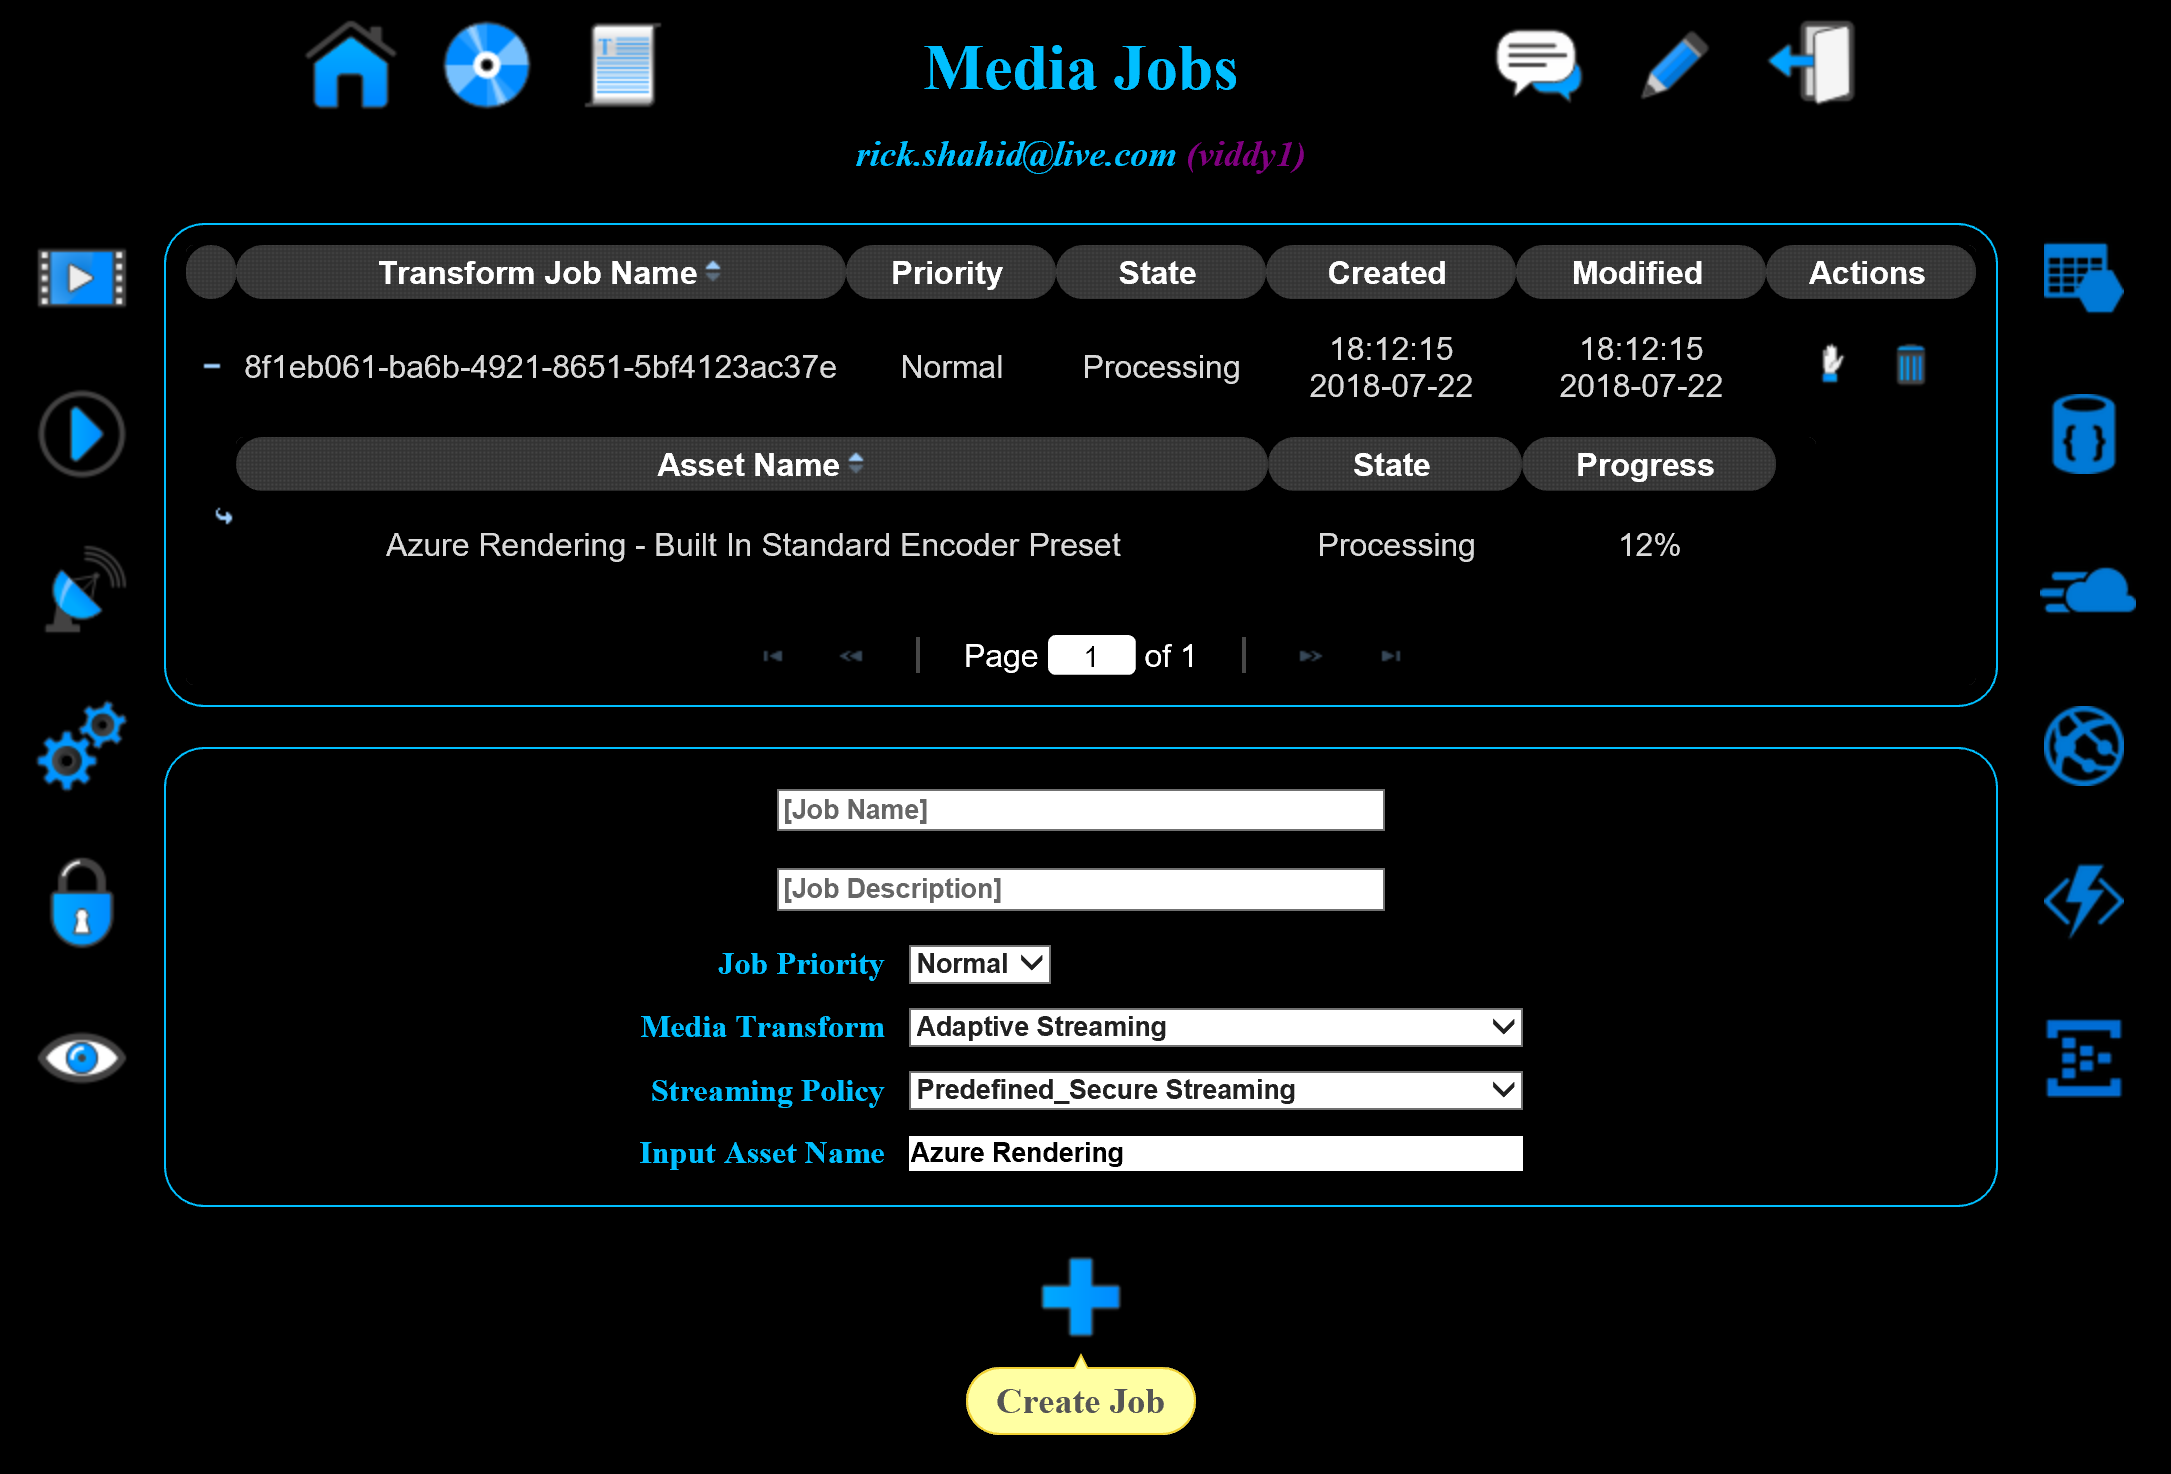 Media Jobs
rick.shahid@live.com (viddy1)
Transform Job Name Priority State Created Modified Actions
8f1eb061-ba6b-4921-8651-5bf4123ac37e Normal Processing 18:12:15 18:12:15
2018-07-22 2018-07-22
Asset Name State Progress
Azure Rendering - Built In Standard Encoder Preset Processing 12%
Page 1 of 1
[Job Name]
[Job Description]
Job Priority Normal
Media Transform Adaptive Streaming
Streaming Policy Predefined_Secure Streaming
Input Asset Name Azure Rendering
Create Job